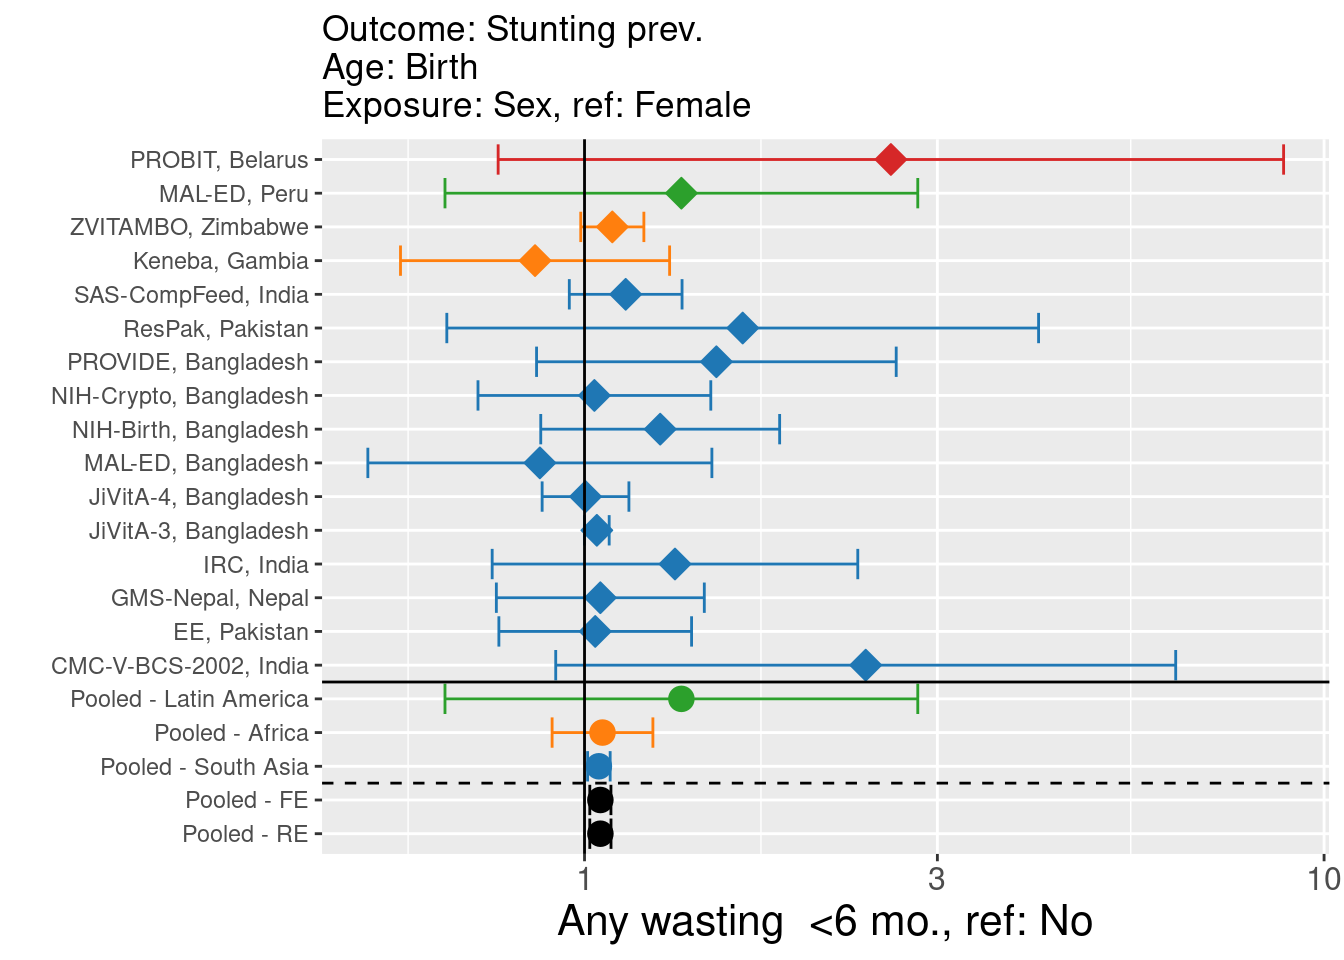 Outcome: Stunting prev.
Age: Birth
Exposure: Sex, ref: Female
PROBIT, Belarus
MAL-ED, Peru
ZVITAMBO, Zimbabwe
Keneba, Gambia
SAS-CompFeed, India
ResPak, Pakistan
PROVIDE, Bangladesh
NIH-Crypto, Bangladesh
NIH-Birth, Bangladesh
MAL-ED, Bangladesh
JiVitA-4, Bangladesh
JiVitA-3, Bangladesh
IRC, India
GMS-Nepal, Nepal
EE, Pakistan
CMC-V-BCS-2002, India
Pooled - Latin America
Pooled - Africa
Pooled - South Asia
Pooled - FE
Pooled - RE
1 3 10
Any wasting  <6 mo., ref: No